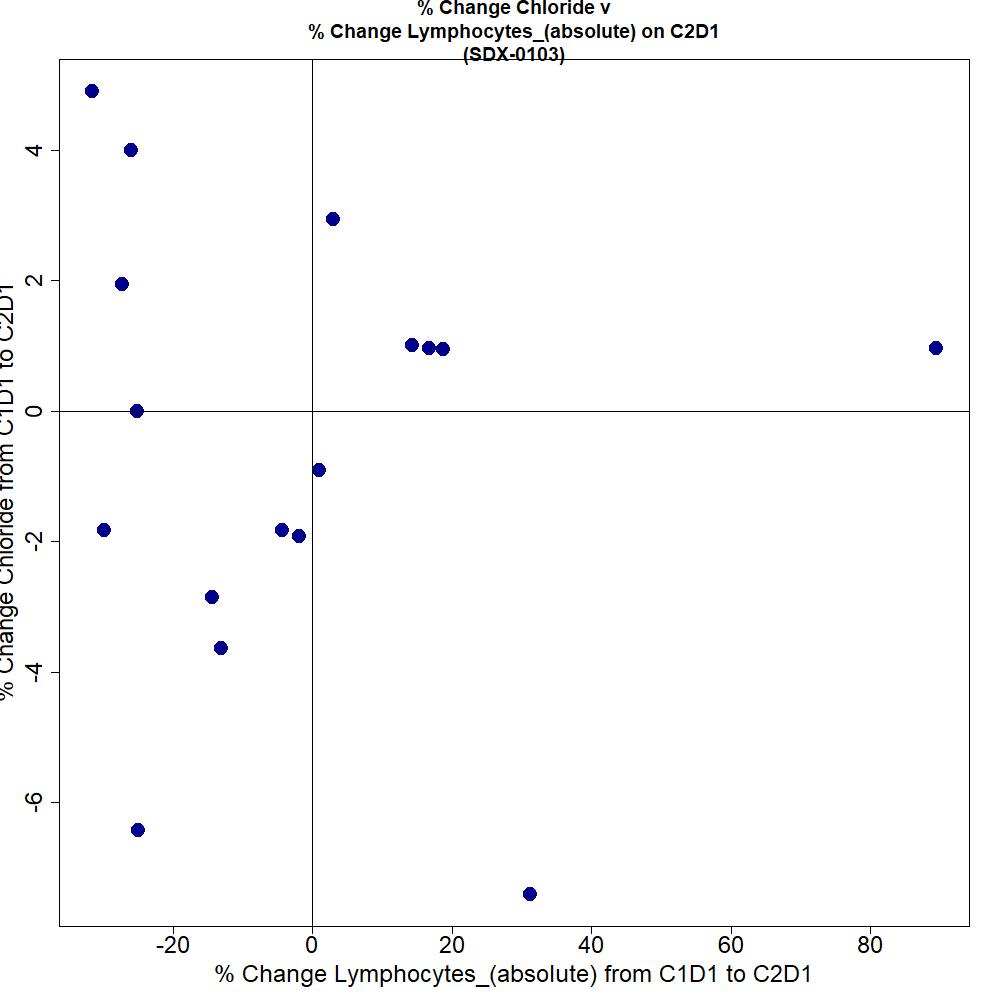 % Change Chloride v
% Change Lymphocytes_(absolute) on C2D1
(SDX-0103)
% Change Chloride from C1D1 to C2D1
4
2
0
-2
-4
-6
-20
0
20
40
60
80
% Change Lymphocytes_(absolute) from C1D1 to C2D1